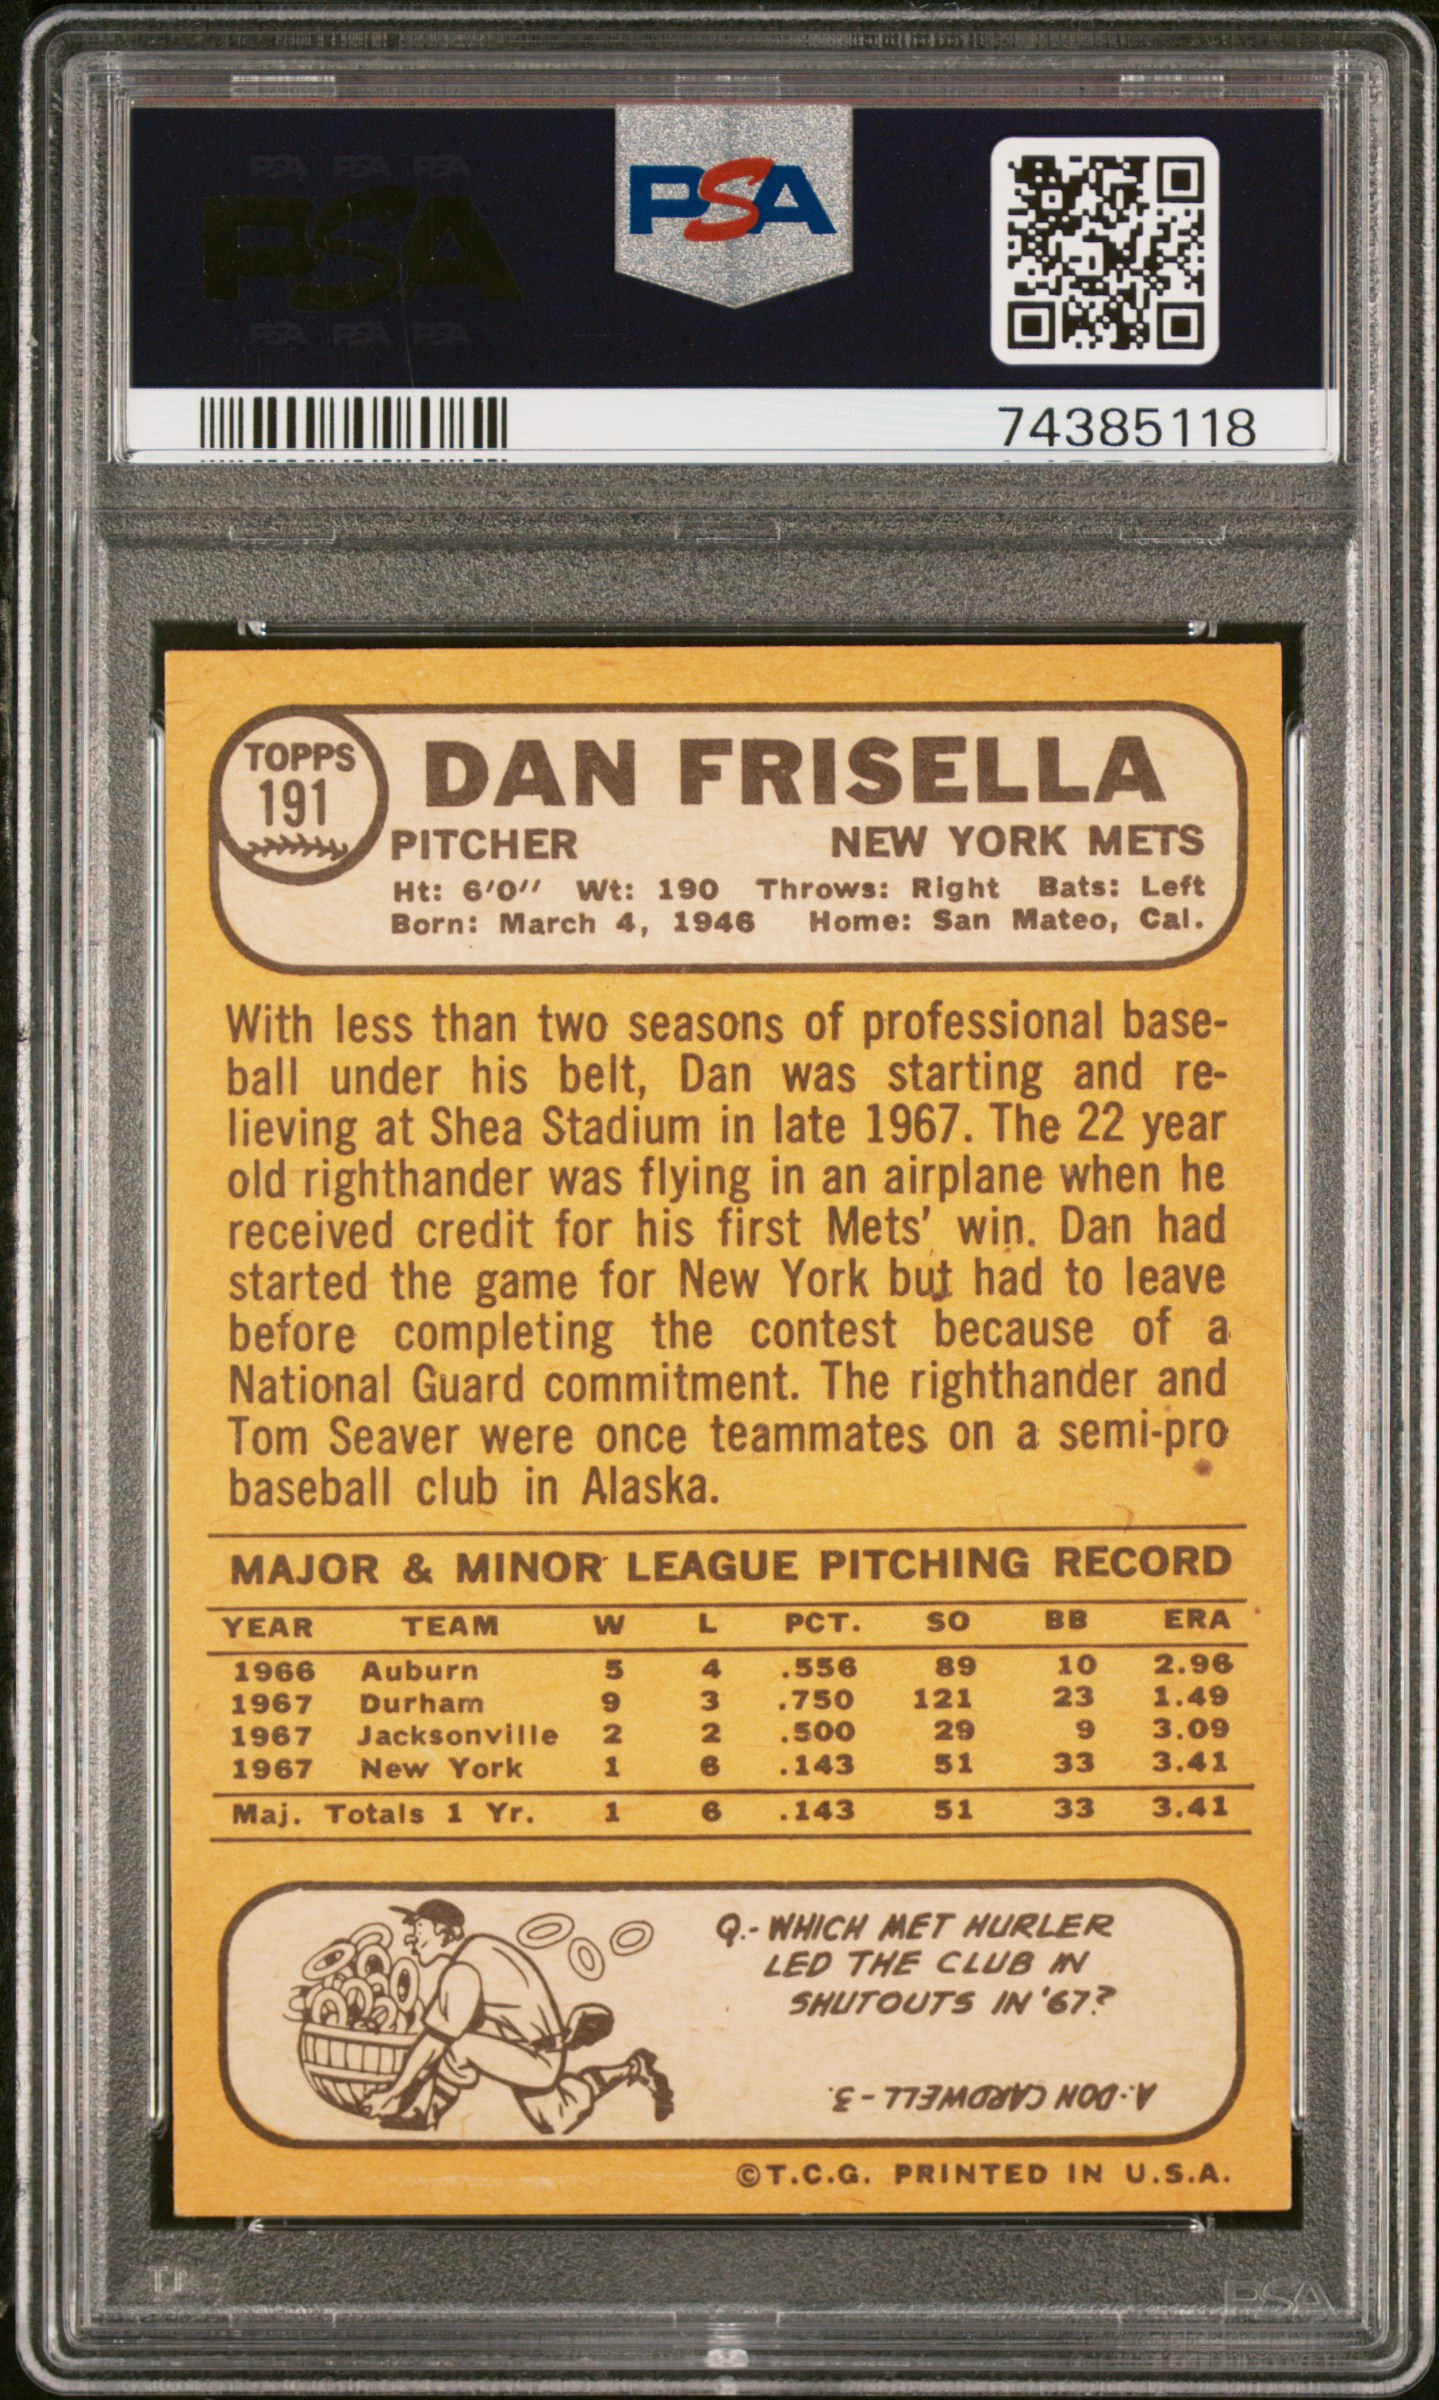 PSA PSA PSA
PSA
PSA PSA PSA
PSA
74385118
TOPPS
191
DAN FRISELLA
PITCHER NEW YORK METS
Ht: 6'0" Wt: 190 Throws: Right Bats: Left
Born: March 4, 1946 Home: San Mateo, Cal.
With less than two seasons of professional base-
ball under his belt, Dan was starting and re-
lieving at Shea Stadium in late 1967. The 22 year
old righthander was flying in an airplane when he
received credit for his first Mets' win. Dan had
started the game for New York but had to leave
before completing the contest because of a
National Guard commitment. The righthander and
Tom Seaver were once teammates on a semi-pro
baseball club in Alaska.
MAJOR & MINOR LEAGUE PITCHING RECORD
YEAR TEAM W L PCT. SO BB ERA
1966 Auburn 5 4 .556 89 10 2.96
1967 Durham 9 3 .750 121 23 1.49
1967 Jacksonville 2 2 .500 29 9 3.09
1967 New York 1 6 .143 51 33 3.41
Maj. Totals 1 Yr. 1 6 .143 51 33 3.41
Q.- WHICH MET HURLER
LED THE CLUB IN
SHUTOUTS IN '67?
A.- DON CARDWELL - 3.
©T.C.G. PRINTED IN U.S.A.
PSA